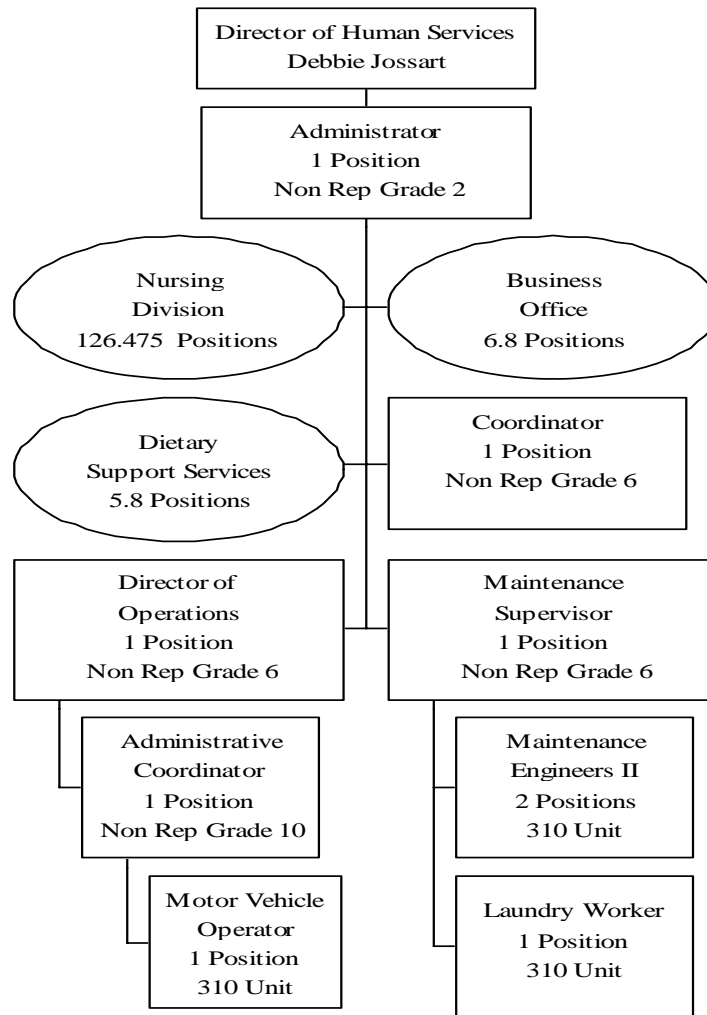 Director of Human Services
Debbie Jossart
Administrator
1 Position
Non Rep Grade 2
Nursing
Division
126.475 Positions
Business
Office
6.8 Positions
Dietary
Support Services
5.8 Positions
Coordinator
1 Position
Non Rep Grade 6
Director of
Operations
1 Position
Non Rep Grade 6
Maintenance
Supervisor
1 Position
Non Rep Grade 6
Administrative
Coordinator
1 Position
Non Rep Grade 10
Maintenance
Engineers II
2 Positions
310 Unit
Motor Vehicle
Operator
1 Position
310 Unit
Laundry Worker
1 Position
310 Unit